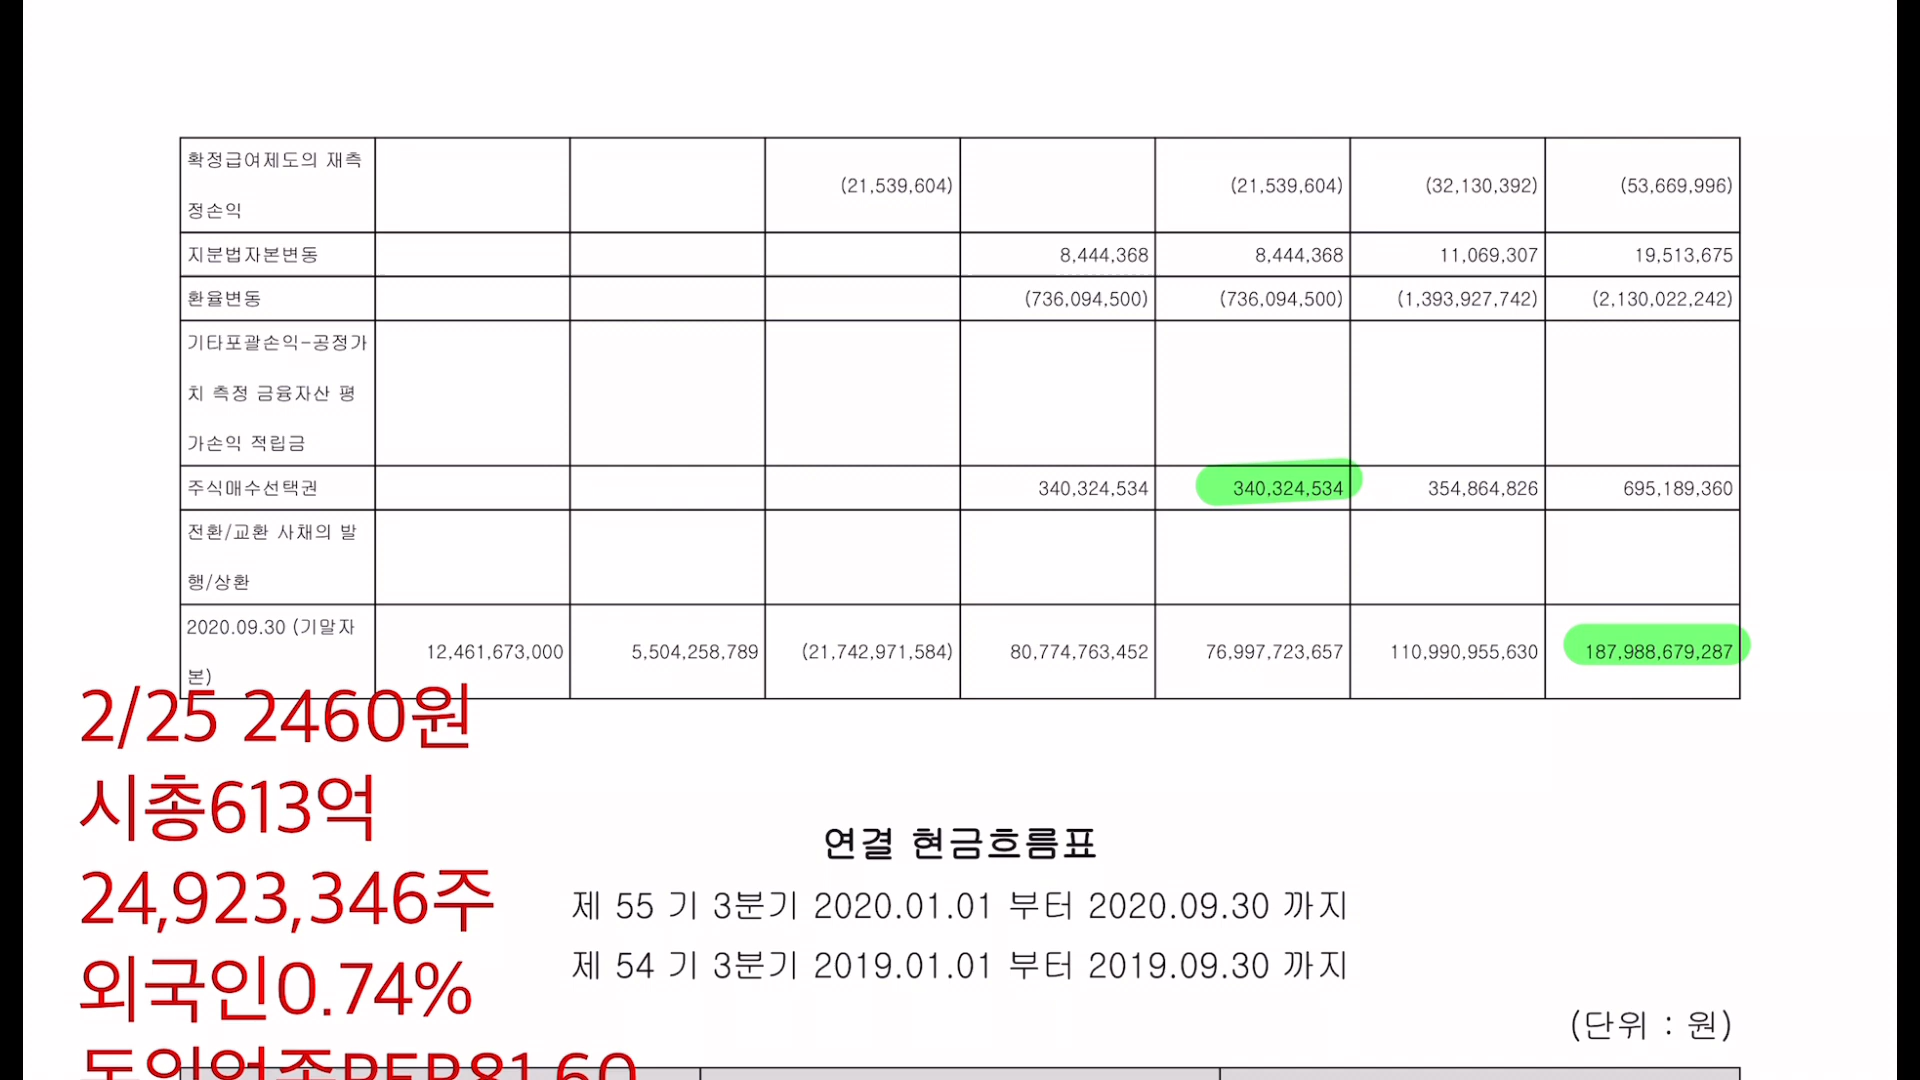 확정급여제도의 재측
정손익
(21,539,604) (21,539,604) (32,130,392) (53,669,996)
지분법자본변동 8,444,368 8,444,368 11,069,307 19,513,675
환율변동 (736,094,500) (736,094,500) (1,393,927,742) (2,130,022,242)
기타포괄손익-공정가
치 측정 금융자산 평
가손익 적립금
주식매수선택권 340,324,534 340,324,534 354,864,826 695,189,360
전환/교환 사채의 발
행/상환
2020.09.30 (기말자
본)
12,461,673,000 5,504,258,789 (21,742,971,584) 80,774,763,452 76,997,723,657 110,990,955,630 187,988,679,287
2/25 2460원
시총613억
24,923,346주
외국인0.74%
동일업종PER81.60
연결 현금흐름표
제 55 기 3분기 2020.01.01 부터 2020.09.30 까지
제 54 기 3분기 2019.01.01 부터 2019.09.30 까지
(단위 : 원)